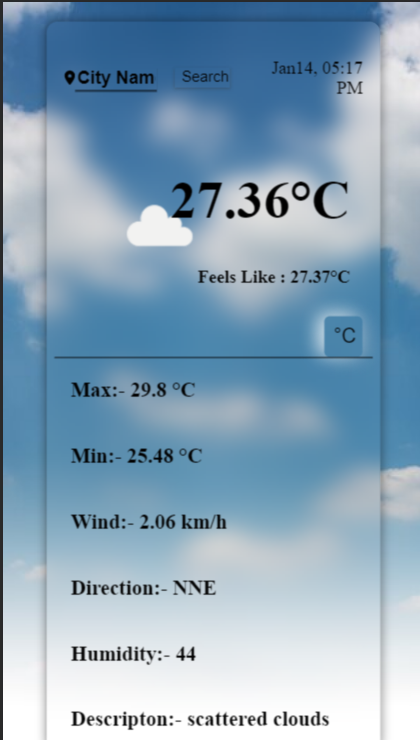 City Nam
Search
Jan14, 05:17
PM
27.36°C
Feels Like : 27.37°C
°C
Max:- 29.8 °C
Min:- 25.48 °C
Wind:- 2.06 km/h
Direction:- NNE
Humidity:- 44
Descripton:- scattered clouds